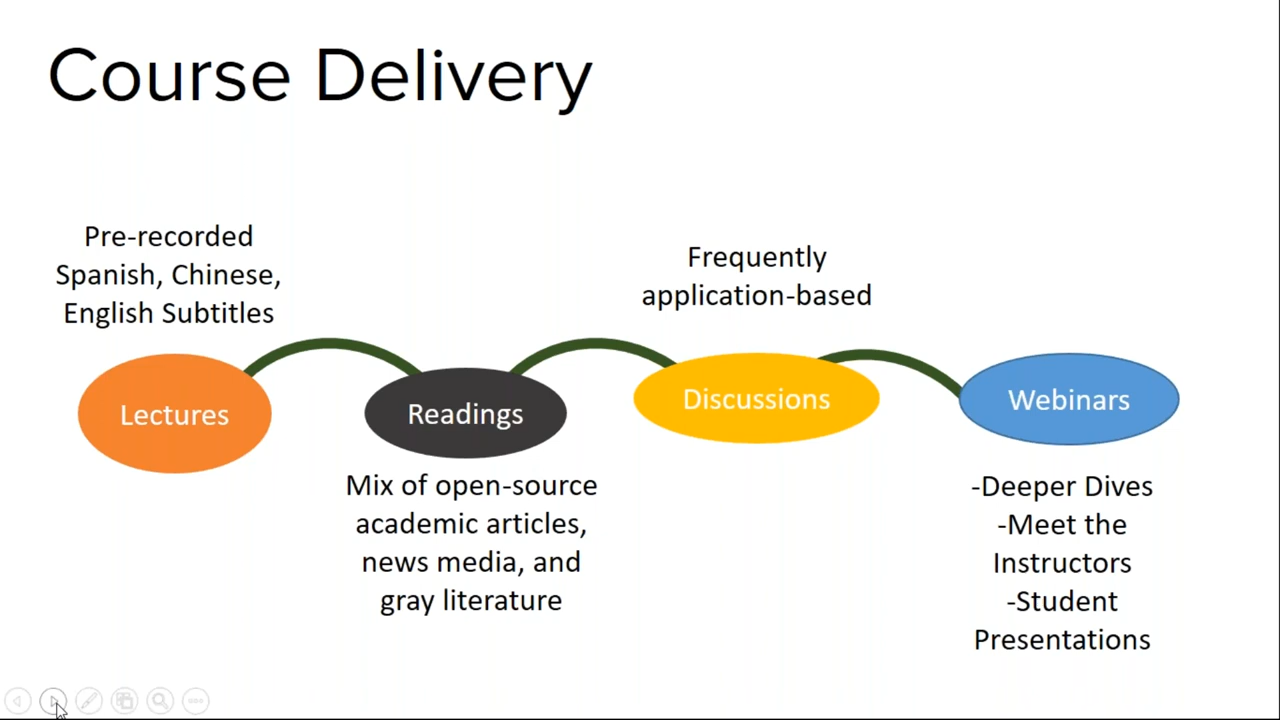 Course Delivery
Pre-recorded
Spanish, Chinese,
English Subtitles
Lectures
Readings
Mix of open-source
academic articles,
news media, and
gray literature
Frequently
application-based
Discussions
Webinars
-Deeper Dives
-Meet the
Instructors
-Student
Presentations